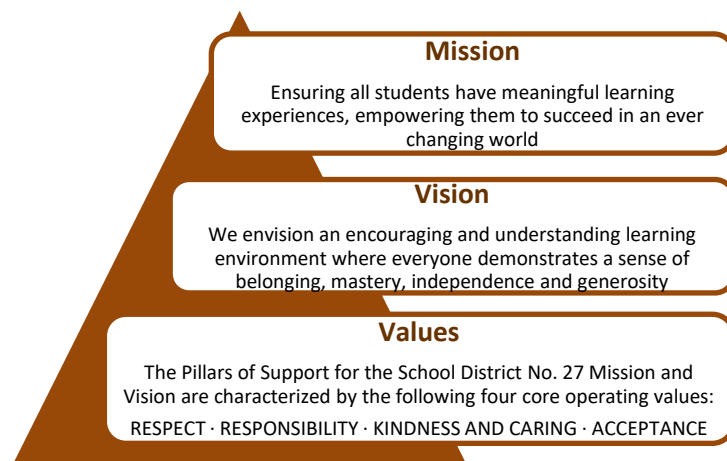 Mission
Ensuring all students have meaningful learning
experiences, empowering them to succeed in an ever
changing world
Vision
We envision an encouraging and understanding learning
environment where everyone demonstrates a sense of
belonging, mastery, independence and generosity
Values
The Pillars of Support for the School District No. 27 Mission and
Vision are characterized by the following four core operating values:
RESPECT · RESPONSIBILITY · KINDNESS AND CARING · ACCEPTANCE